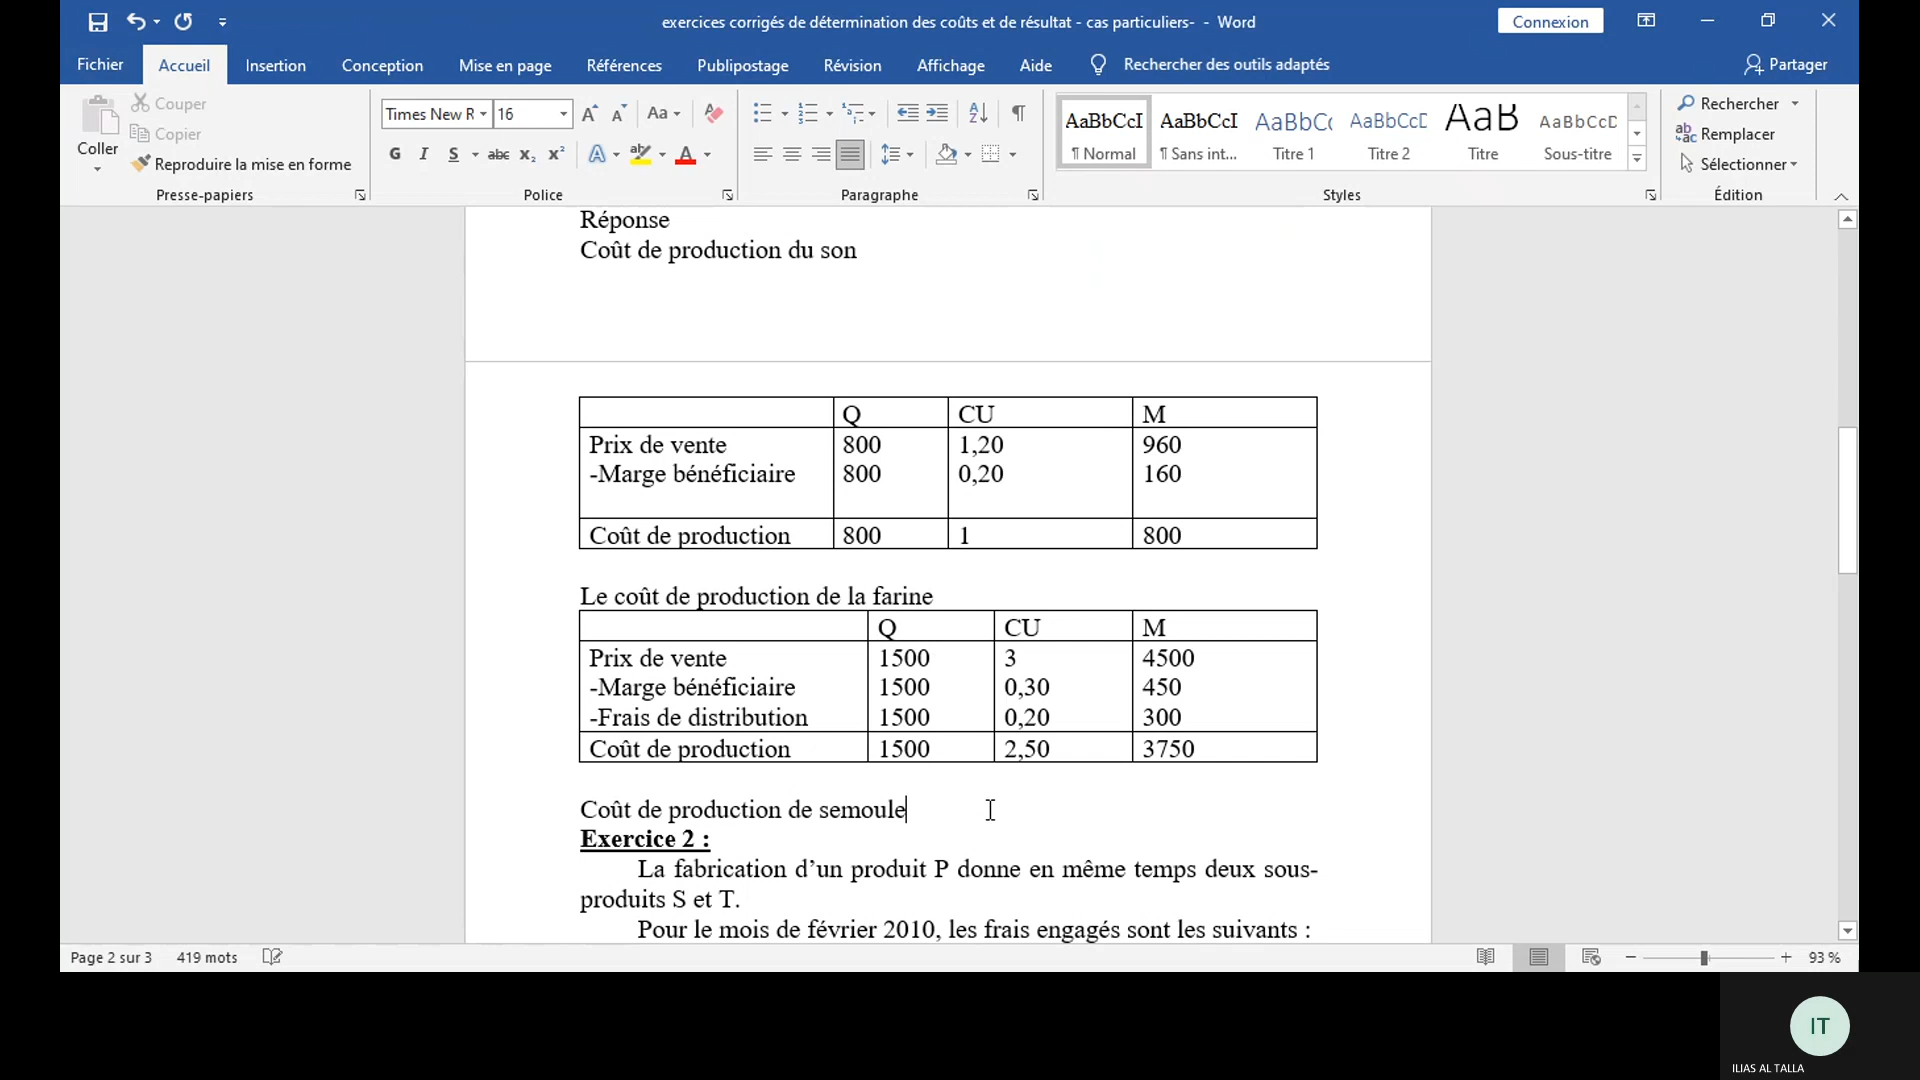 exercices corrigés de détermination des coûts et de résultat - cas particuliers- - Word
Connexion
Fichier Accueil Insertion Conception Mise en page Références Publipostage Révision Affichage Aide Rechercher des outils adaptés Partager
Coller
Couper
Copier
Reproduire la mise en forme
Presse-papiers
Times New R 16
Aa
G I S abc X₂ X² A A
Police
A Z ¶
Paragraphe
AaBbCcI AaBbCcI AaBbCc AaBbCcD AaB AaBbCcD
¶ Normal ¶ Sans int... Titre 1 Titre 2 Titre Sous-titre
Styles
Rechercher
Remplacer
Sélectionner
Édition
Réponse
Coût de production du son
Q CU M
Prix de vente 800 1,20 960
-Marge bénéficiaire 800 0,20 160
Coût de production 800 1 800
Le coût de production de la farine
Q CU M
Prix de vente 1500 3 4500
-Marge bénéficiaire 1500 0,30 450
-Frais de distribution 1500 0,20 300
Coût de production 1500 2,50 3750
Coût de production de semoule
Exercice 2 :
La fabrication d’un produit P donne en même temps deux sous-
produits S et T.
Pour le mois de février 2010, les frais engagés sont les suivants :
Page 2 sur 3 419 mots 93 %
IT
ILIAS AL TALLA